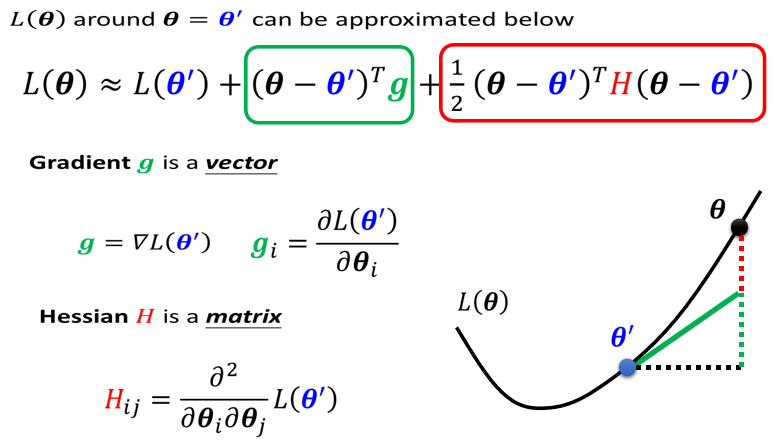 L(θ) around θ = θ′ can be approximated below
L(θ) ≈ L(θ′) + (θ − θ′)ᵀg + 1/2 (θ − θ′)ᵀH(θ − θ′)
Gradient g is a vector
g = ∇L(θ′)   gᵢ = ∂L(θ′)/∂θᵢ
Hessian H is a matrix
Hᵢⱼ = ∂²/∂θᵢ∂θⱼ L(θ′)
θ
L(θ)
θ′